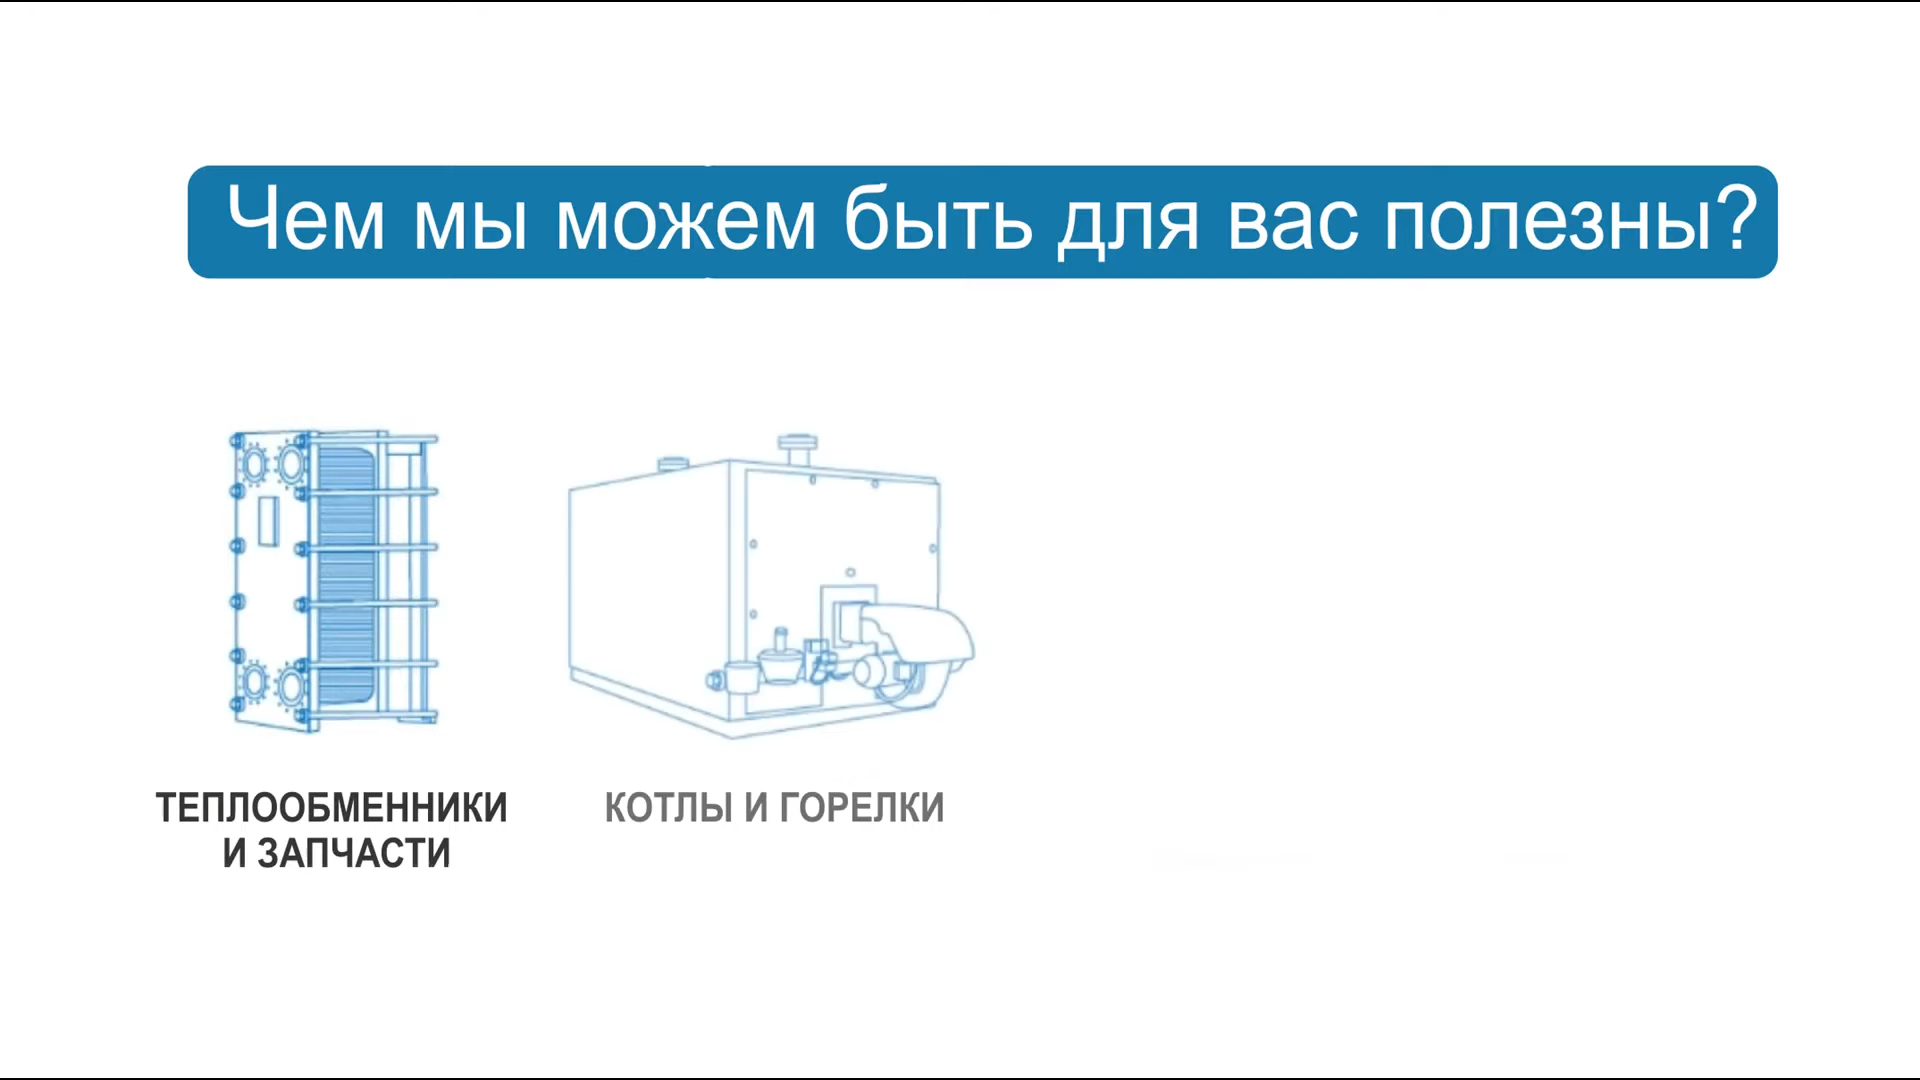 Чем мы можем быть для вас полезны?
ТЕПЛООБМЕННИКИ
И ЗАПЧАСТИ
КОТЛЫ И ГОРЕЛКИ